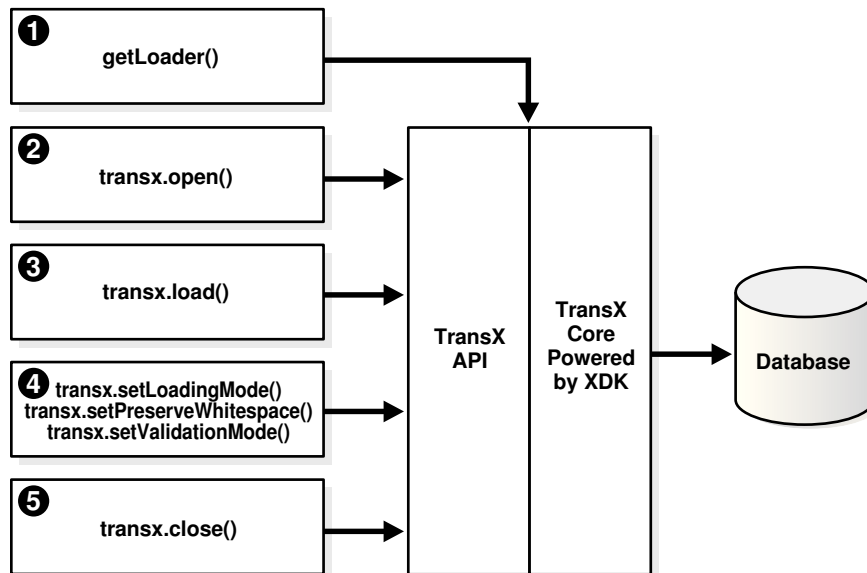 1
getLoader()
2
transx.open()
3
transx.load()
4
transx.setLoadingMode()
transx.setPreserveWhitespace()
transx.setValidationMode()
5
transx.close()
TransX
API
TransX
Core
Powered
by XDK
Database